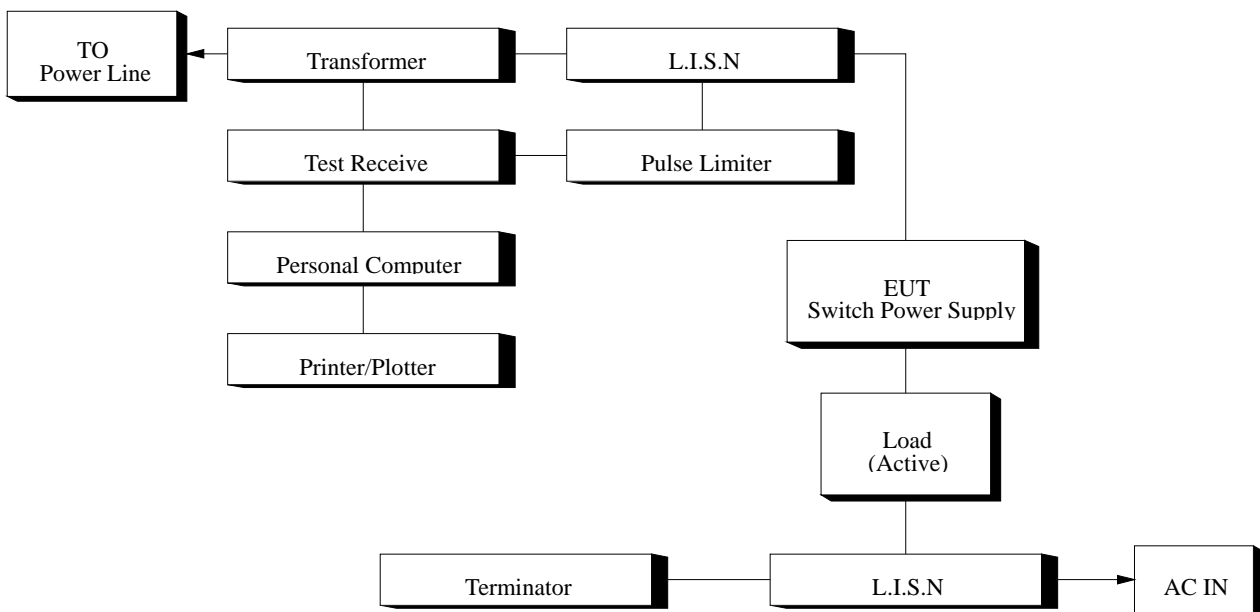 TO
Power Line
Transformer
L.I.S.N
Test Receive
Pulse Limiter
Personal Computer
EUT
Switch Power Supply
Printer/Plotter
Load
(Active)
Terminator
L.I.S.N
AC IN